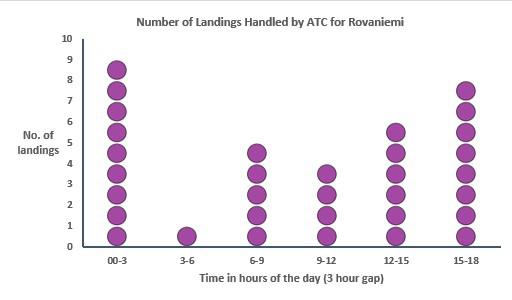 Number of Landings Handled by ATC for Rovaniemi
10
9
8
7
6
5
4
3
2
1
0
No. of
landings
00-3 3-6 6-9 9-12 12-15 15-18
Time in hours of the day (3 hour gap)